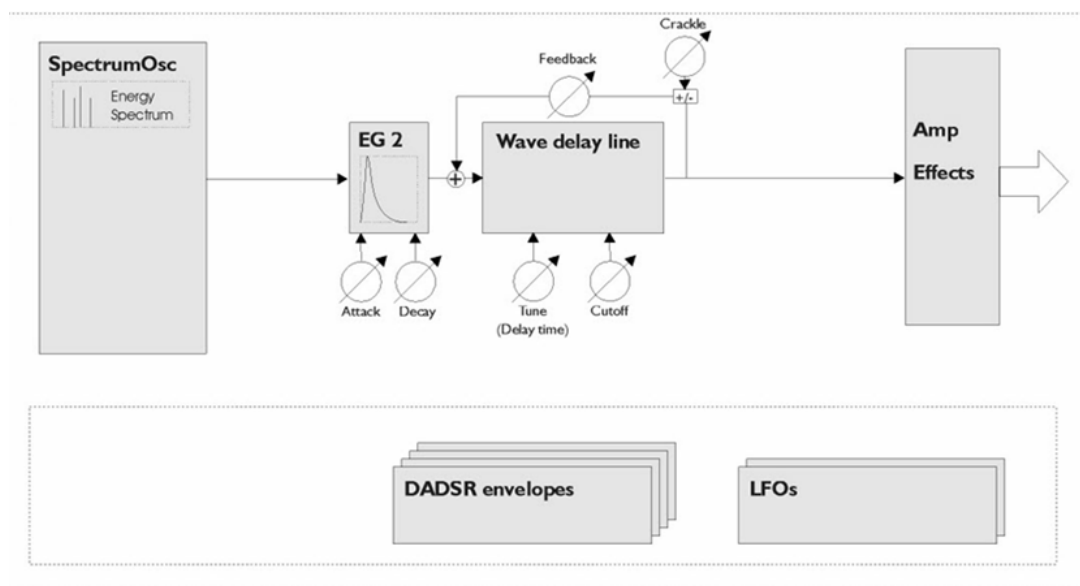 Crackle
SpectrumOsc
Feedback
Energy
Spectrum
+/-
EG 2
Wave delay line
Amp
Effects
+
Attack
Decay
Tune
(Delay time)
Cutoff
DADSR envelopes
LFOs